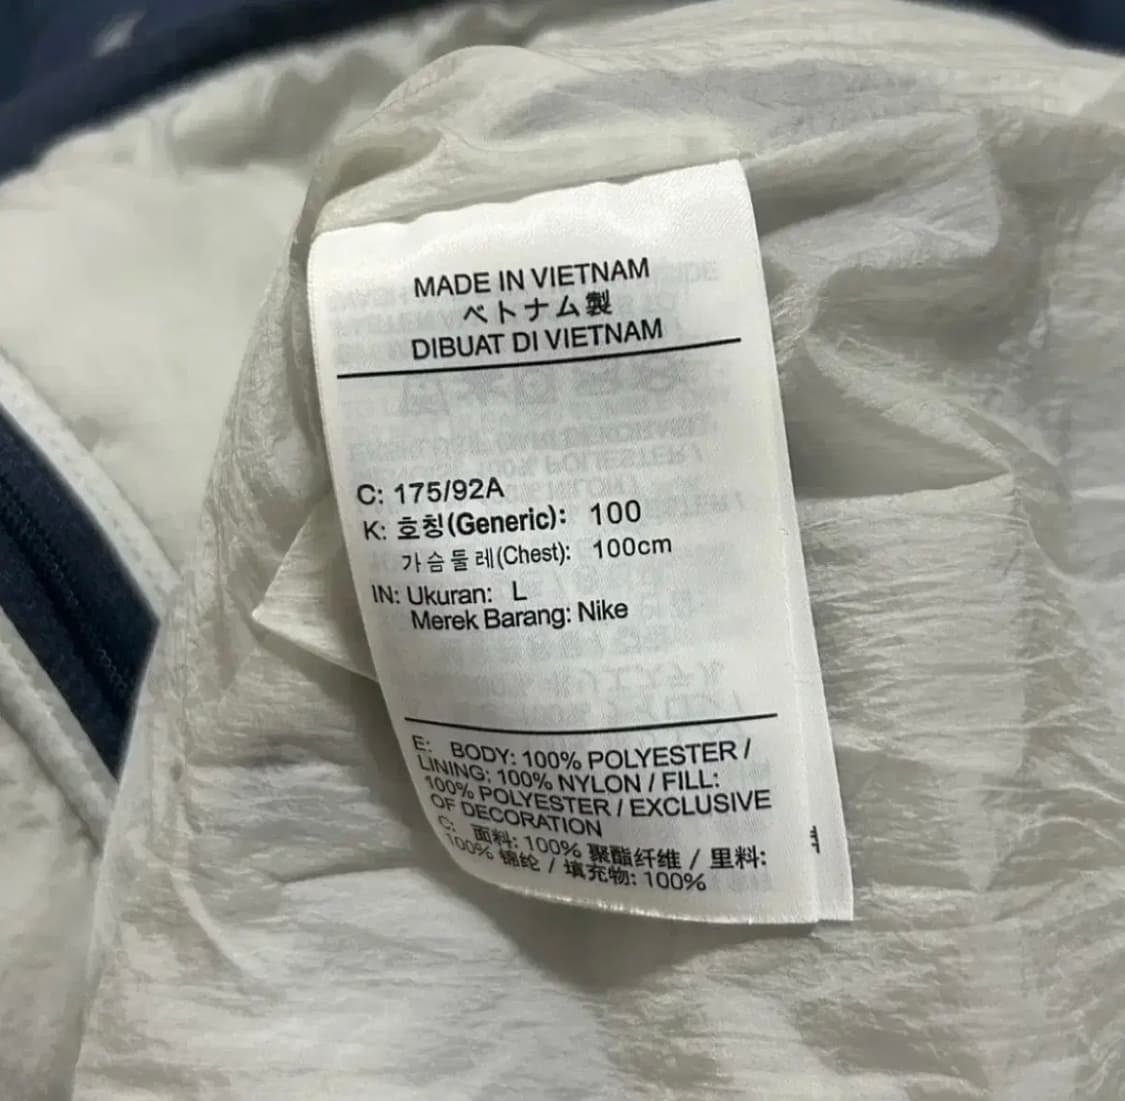 MADE IN VIETNAM
ベトナム製
DIBUAT DI VIETNAM
C: 175/92A
K: 호칭(Generic): 100
가슴둘레(Chest): 100cm
IN: Ukuran: L
Merek Barang: Nike
E: BODY: 100% POLYESTER /
LINING: 100% NYLON / FILL:
100% POLYESTER / EXCLUSIVE
OF DECORATION
C: 面料: 100% 聚酯纤维 / 里料:
100% 锦纶 / 填充物: 100%